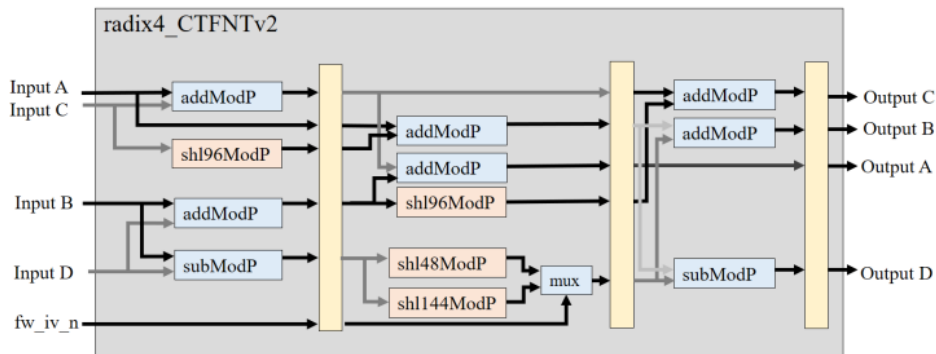 radix4_CTFNTv2
Input A
Input C
Input B
Input D
fw_iv_n
addModP
shl96ModP
addModP
subModP
addModP
addModP
shl96ModP
shl48ModP
shl144ModP
mux
addModP
addModP
subModP
Output C
Output B
Output A
Output D